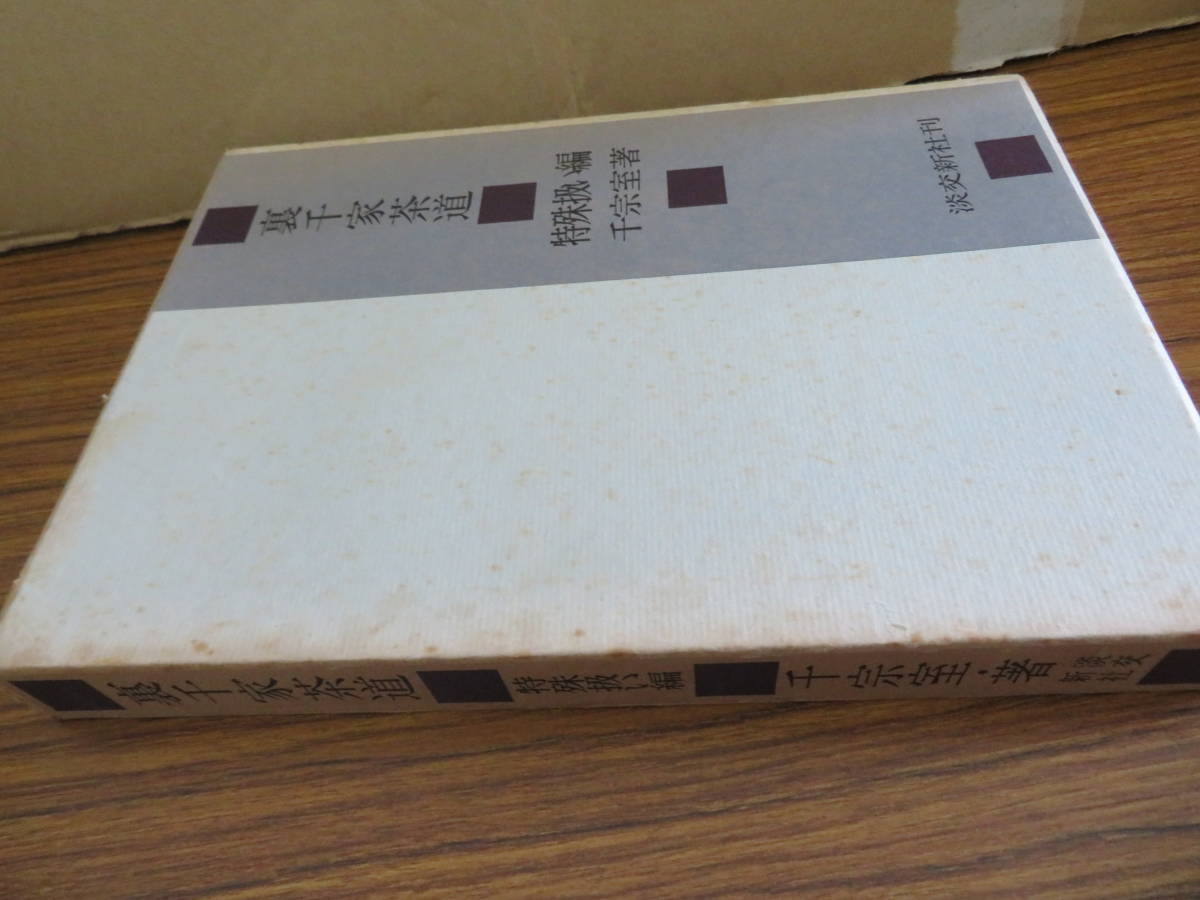 裏千家茶道
特殊扱い編
千宗室著
淡交新社刊
裏千家茶道
特殊扱い編
千宗室・著
淡交
新社